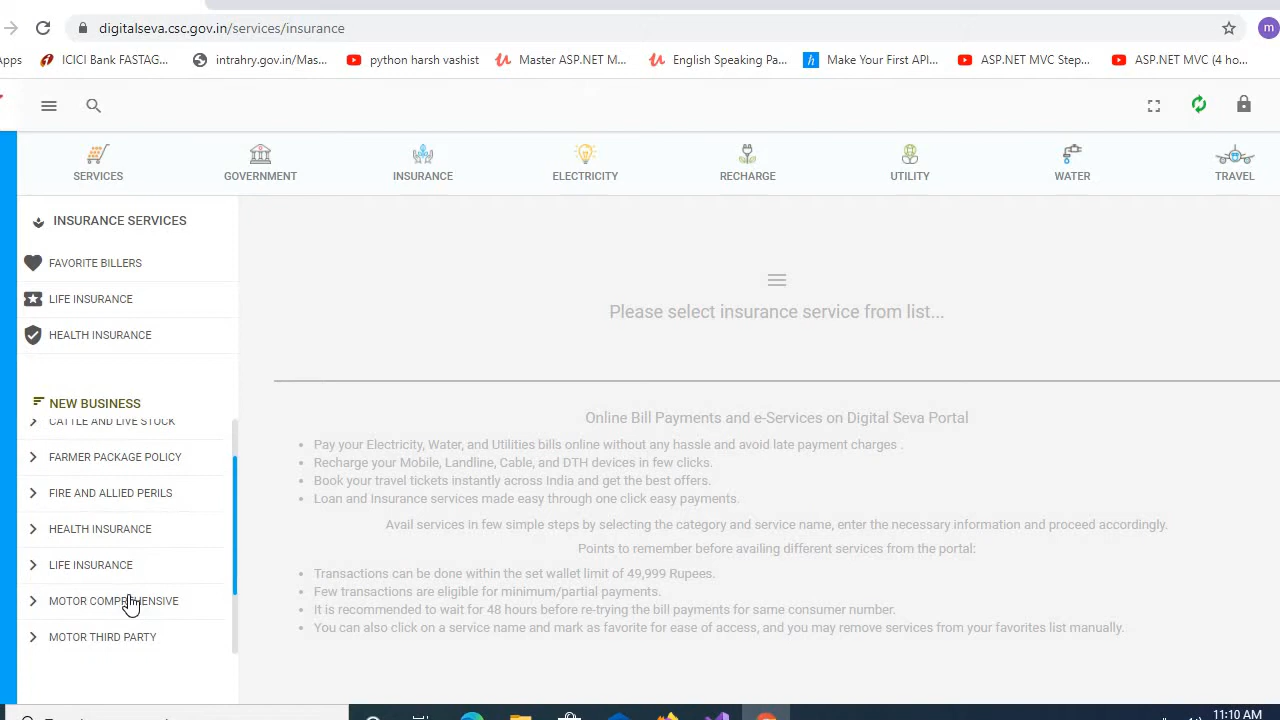 digitalseva.csc.gov.in/services/insurance
m
Apps
ICICI Bank FASTAG...
intrahry.gov.in/Mas...
python harsh vashist
Master ASP.NET M...
English Speaking Pa...
Make Your First API...
ASP.NET MVC Step...
ASP.NET MVC (4 ho...
SERVICES
GOVERNMENT
INSURANCE
ELECTRICITY
RECHARGE
UTILITY
WATER
TRAVEL
INSURANCE SERVICES
FAVORITE BILLERS
LIFE INSURANCE
HEALTH INSURANCE
NEW BUSINESS
CATTLE AND LIVE STOCK
FARMER PACKAGE POLICY
FIRE AND ALLIED PERILS
HEALTH INSURANCE
LIFE INSURANCE
MOTOR COMPREHENSIVE
MOTOR THIRD PARTY
Please select insurance service from list...
Online Bill Payments and e-Services on Digital Seva Portal
• Pay your Electricity, Water, and Utilities bills online without any hassle and avoid late payment charges .
• Recharge your Mobile, Landline, Cable, and DTH devices in few clicks.
• Book your travel tickets instantly across India and get the best offers.
• Loan and Insurance services made easy through one click easy payments.
Avail services in few simple steps by selecting the category and service name, enter the necessary information and proceed accordingly.
Points to remember before availing different services from the portal:
• Transactions can be done within the set wallet limit of 49,999 Rupees.
• Few transactions are eligible for minimum/partial payments.
• It is recommended to wait for 48 hours before re-trying the bill payments for same consumer number.
• You can also click on a service name and mark as favorite for ease of access, and you may remove services from your favorites list manually.
11:10 AM